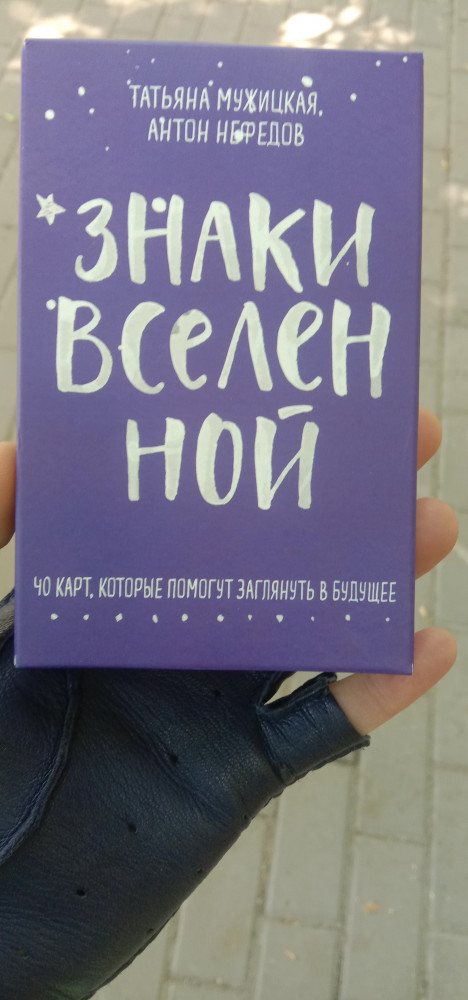 ТАТЬЯНА МУЖИЦКАЯ,
АНТОН НЕФЕДОВ
ЗНАКИ
ВСЕЛЕН
НОЙ
40 КАРТ, КОТОРЫЕ ПОМОГУТ ЗАГЛЯНУТЬ В БУДУЩЕЕ